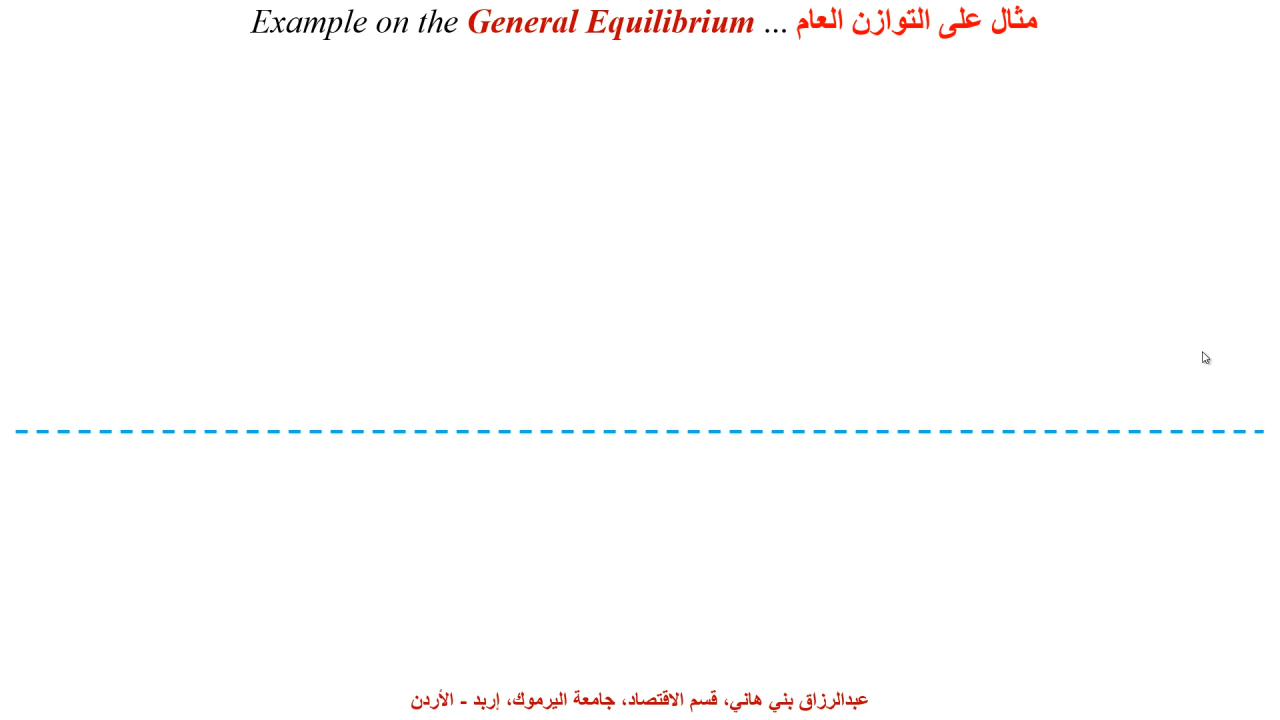 Example on the General Equilibrium ... مثال على التوازن العام
عبدالرزاق بني هاني، قسم الاقتصاد، جامعة اليرموك، إربد - الأردن